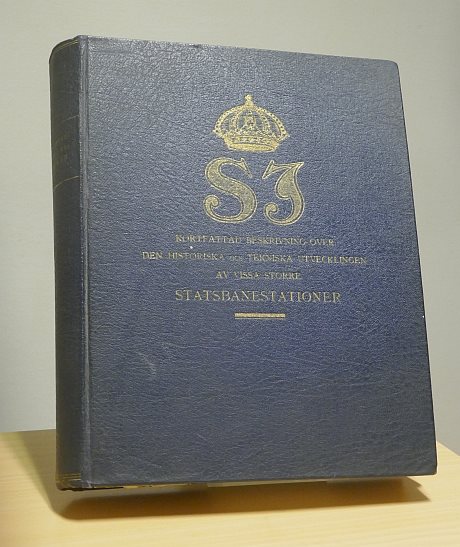 SJ
KORTFATTAD BESKRIVNING ÖVER
DEN HISTORISKA OCH TEKNISKA UTVECKLINGEN
AV VISSA STÖRRE
STATSBANESTATIONER